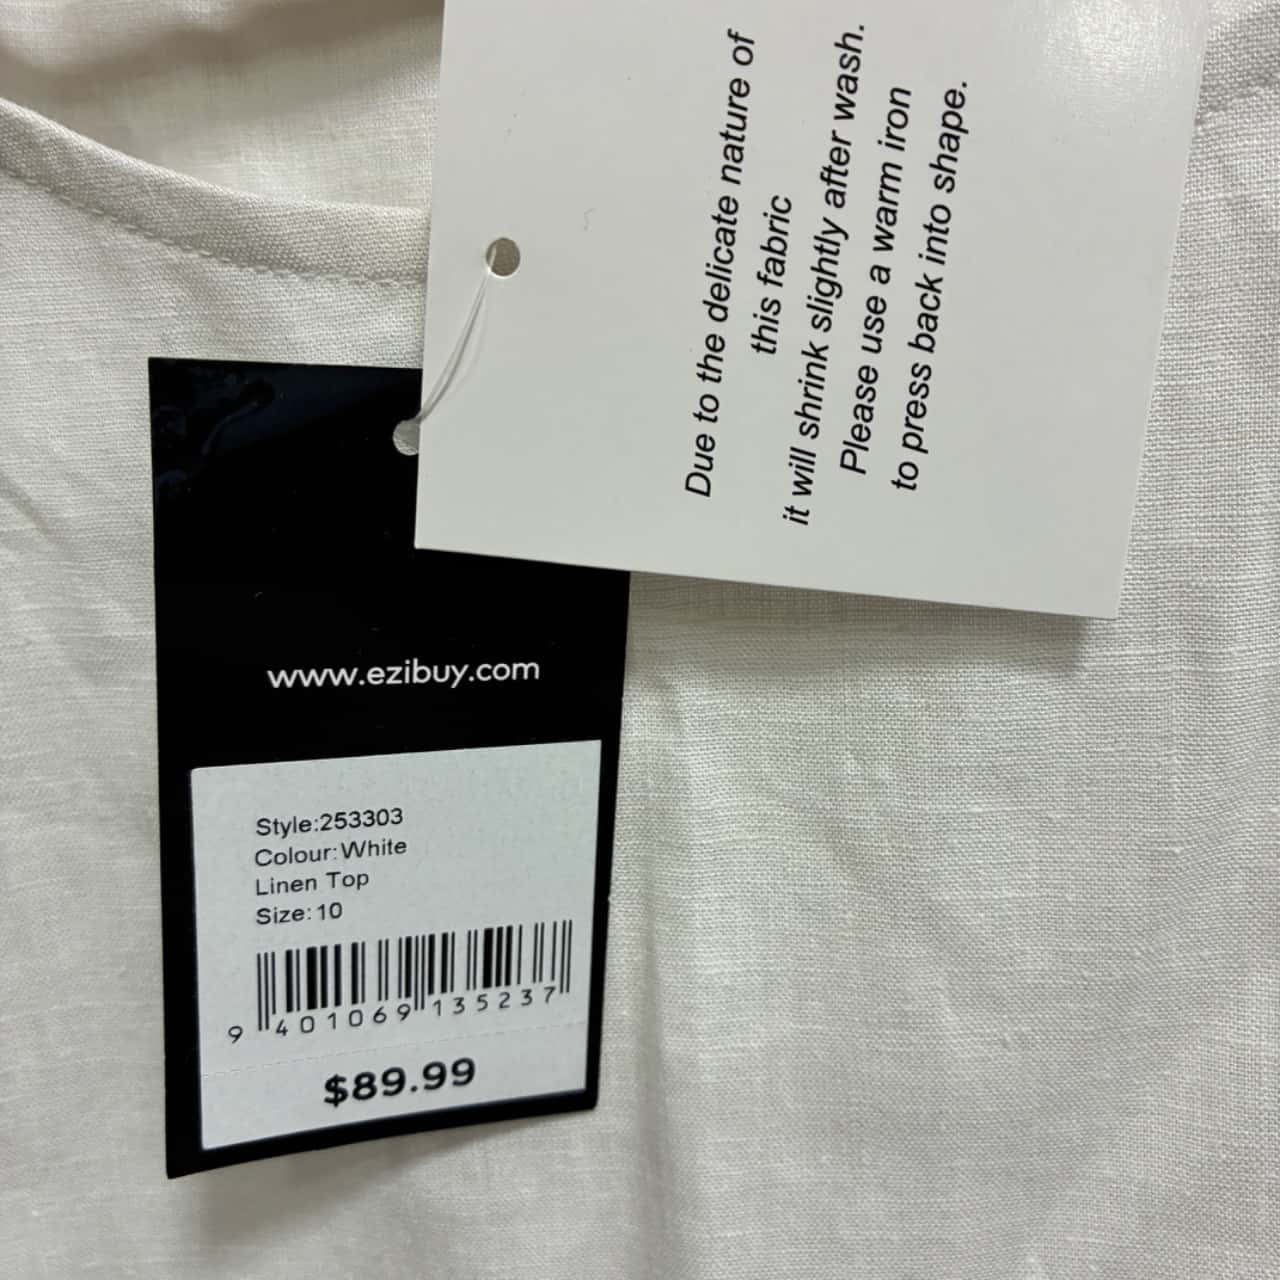 Due to the delicate nature of
this fabric
it will shrink slightly after wash.
Please use a warm iron
to press back into shape.
www.ezibuy.com
Style:253303
Colour:White
Linen Top
Size:10
9 401069 135237
$89.99